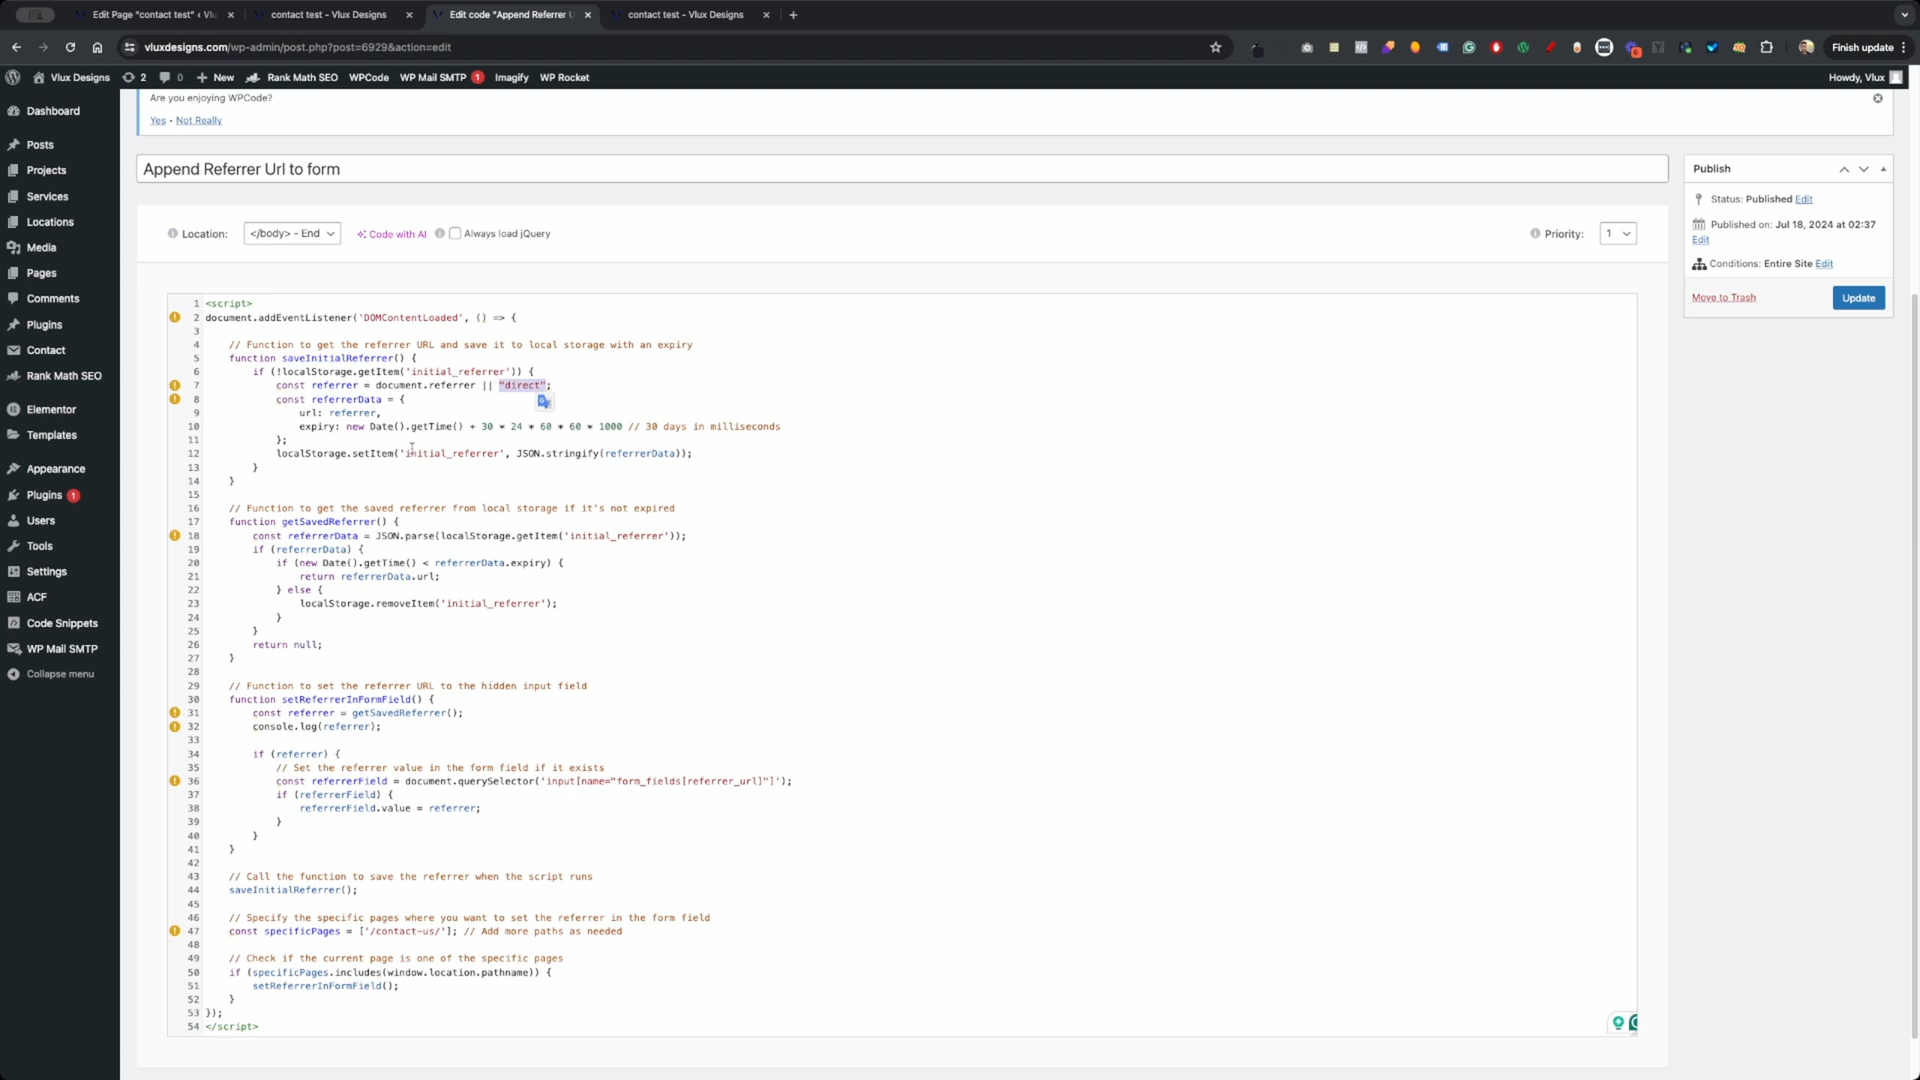 Edit Page "contact test" ‹ Vlu
contact test - Vlux Designs
Edit code "Append Referrer U
contact test - Vlux Designs
vluxdesigns.com/wp-admin/post.php?post=6929&action=edit
Finish update
Vlux Designs
2
0
New
Rank Math SEO
WPCode
WP Mail SMTP 1
Imagify
WP Rocket
Howdy, Vlux
Dashboard
Posts
Projects
Services
Locations
Media
Pages
Comments
Plugins
Contact
Rank Math SEO
Elementor
Templates
Appearance
Plugins 1
Users
Tools
Settings
ACF
Code Snippets
WP Mail SMTP
Collapse menu
Are you enjoying WPCode?
Yes - Not Really
Append Referrer Url to form
Location: </body> - End
Code with AI
Always load jQuery
Priority: 1
1 <script>
2 document.addEventListener('DOMContentLoaded', () => {
3
4 // Function to get the referrer URL and save it to local storage with an expiry
5 function saveInitialReferrer() {
6 if (!localStorage.getItem('initial_referrer')) {
7 const referrer = document.referrer || "direct";
8 const referrerData = {
9 url: referrer,
10 expiry: new Date().getTime() + 30 * 24 * 60 * 60 * 1000 // 30 days in milliseconds
11 };
12 localStorage.setItem('initial_referrer', JSON.stringify(referrerData));
13 }
14 }
15
16 // Function to get the saved referrer from local storage if it's not expired
17 function getSavedReferrer() {
18 const referrerData = JSON.parse(localStorage.getItem('initial_referrer'));
19 if (referrerData) {
20 if (new Date().getTime() < referrerData.expiry) {
21 return referrerData.url;
22 } else {
23 localStorage.removeItem('initial_referrer');
24 }
25 }
26 return null;
27 }
28
29 // Function to set the referrer URL to the hidden input field
30 function setReferrerInFormField() {
31 const referrer = getSavedReferrer();
32 console.log(referrer);
33
34 if (referrer) {
35 // Set the referrer value in the form field if it exists
36 const referrerField = document.querySelector('input[name="form_fields[referrer_url]"]');
37 if (referrerField) {
38 referrerField.value = referrer;
39 }
40 }
41 }
42
43 // Call the function to save the referrer when the script runs
44 saveInitialReferrer();
45
46 // Specify the specific pages where you want to set the referrer in the form field
47 const specificPages = ['/contact-us/']; // Add more paths as needed
48
49 // Check if the current page is one of the specific pages
50 if (specificPages.includes(window.location.pathname)) {
51 setReferrerInFormField();
52 }
53 });
54 </script>
Publish
Status: Published Edit
Published on: Jul 18, 2024 at 02:37
Edit
Conditions: Entire Site Edit
Move to Trash
Update